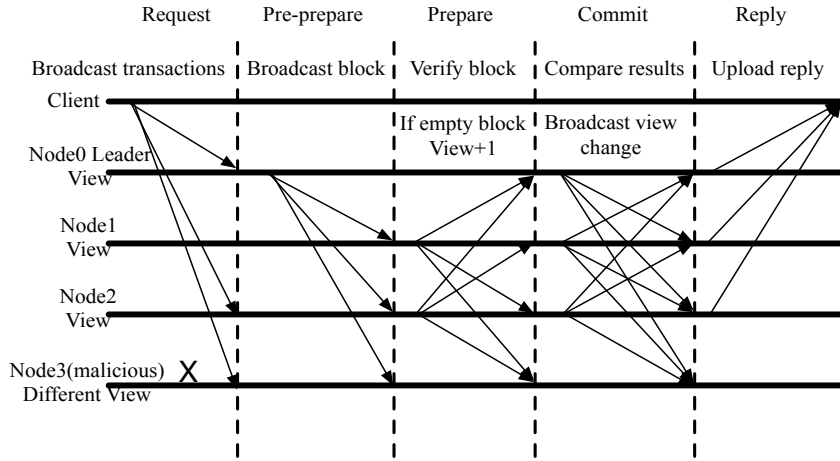 Request Pre-prepare Prepare Commit Reply
Broadcast transactions Broadcast block Verify block Compare results Upload reply
Client
If empty block
View+1
Broadcast view
change
Node0 Leader
View
Node1
View
Node2
View
Node3(malicious) X
Different View